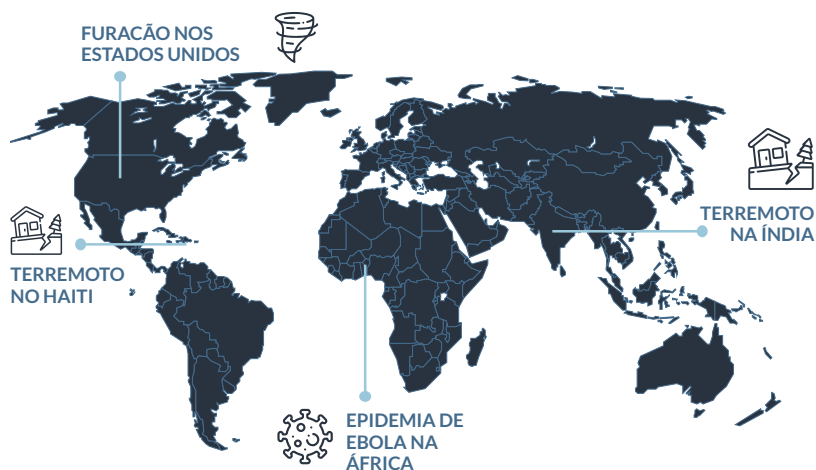 FURACÃO NOS
ESTADOS UNIDOS
TERREMOTO
NA ÍNDIA
TERREMOTO
NO HAITI
EPIDEMIA DE
EBOLA NA
ÁFRICA